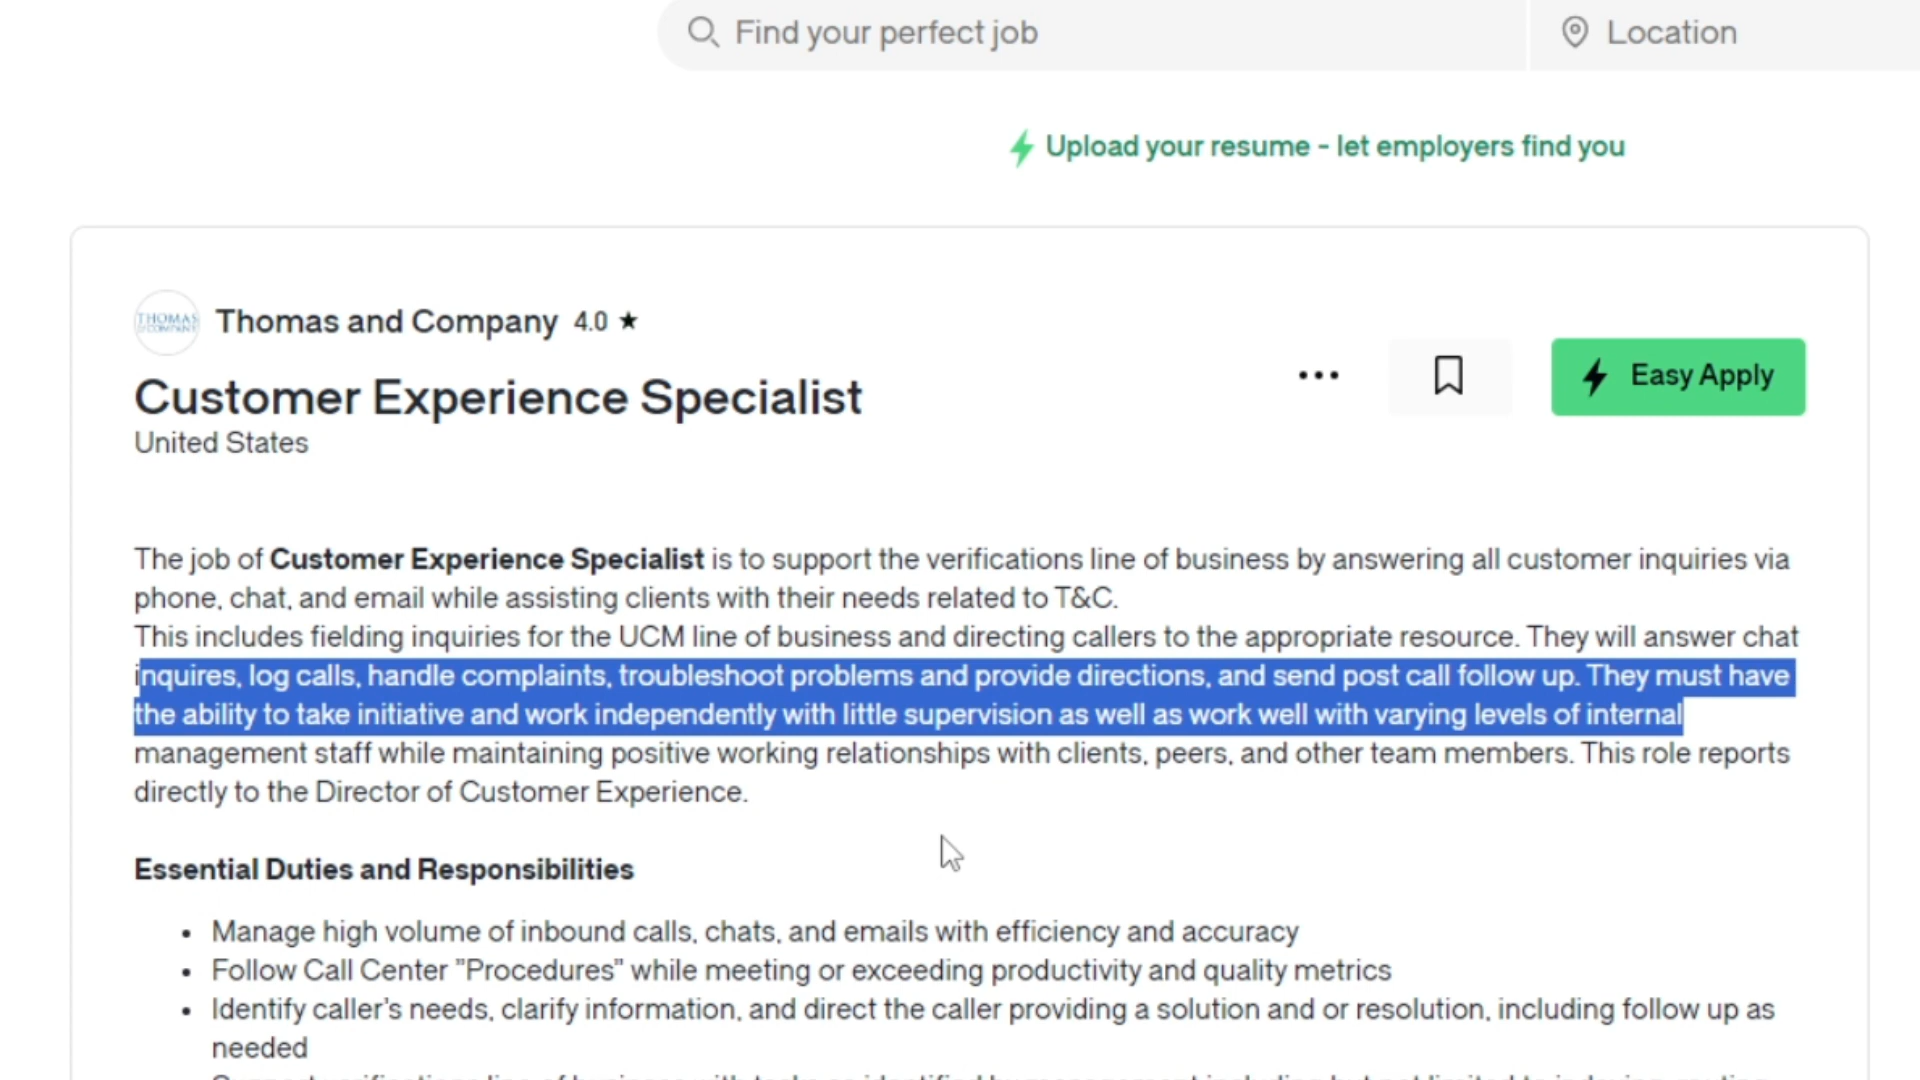 Find your perfect job
Location
Upload your resume - let employers find you
THOMAS
& COMPANY
Thomas and Company 4.0 ★
Customer Experience Specialist
United States
Easy Apply
The job of Customer Experience Specialist is to support the verifications line of business by answering all customer inquiries via
phone, chat, and email while assisting clients with their needs related to T&C.
This includes fielding inquiries for the UCM line of business and directing callers to the appropriate resource. They will answer chat
inquires, log calls, handle complaints, troubleshoot problems and provide directions, and send post call follow up. They must have
the ability to take initiative and work independently with little supervision as well as work well with varying levels of internal
management staff while maintaining positive working relationships with clients, peers, and other team members. This role reports
directly to the Director of Customer Experience.
Essential Duties and Responsibilities
• Manage high volume of inbound calls, chats, and emails with efficiency and accuracy
• Follow Call Center "Procedures" while meeting or exceeding productivity and quality metrics
• Identify caller's needs, clarify information, and direct the caller providing a solution and or resolution, including follow up as
needed